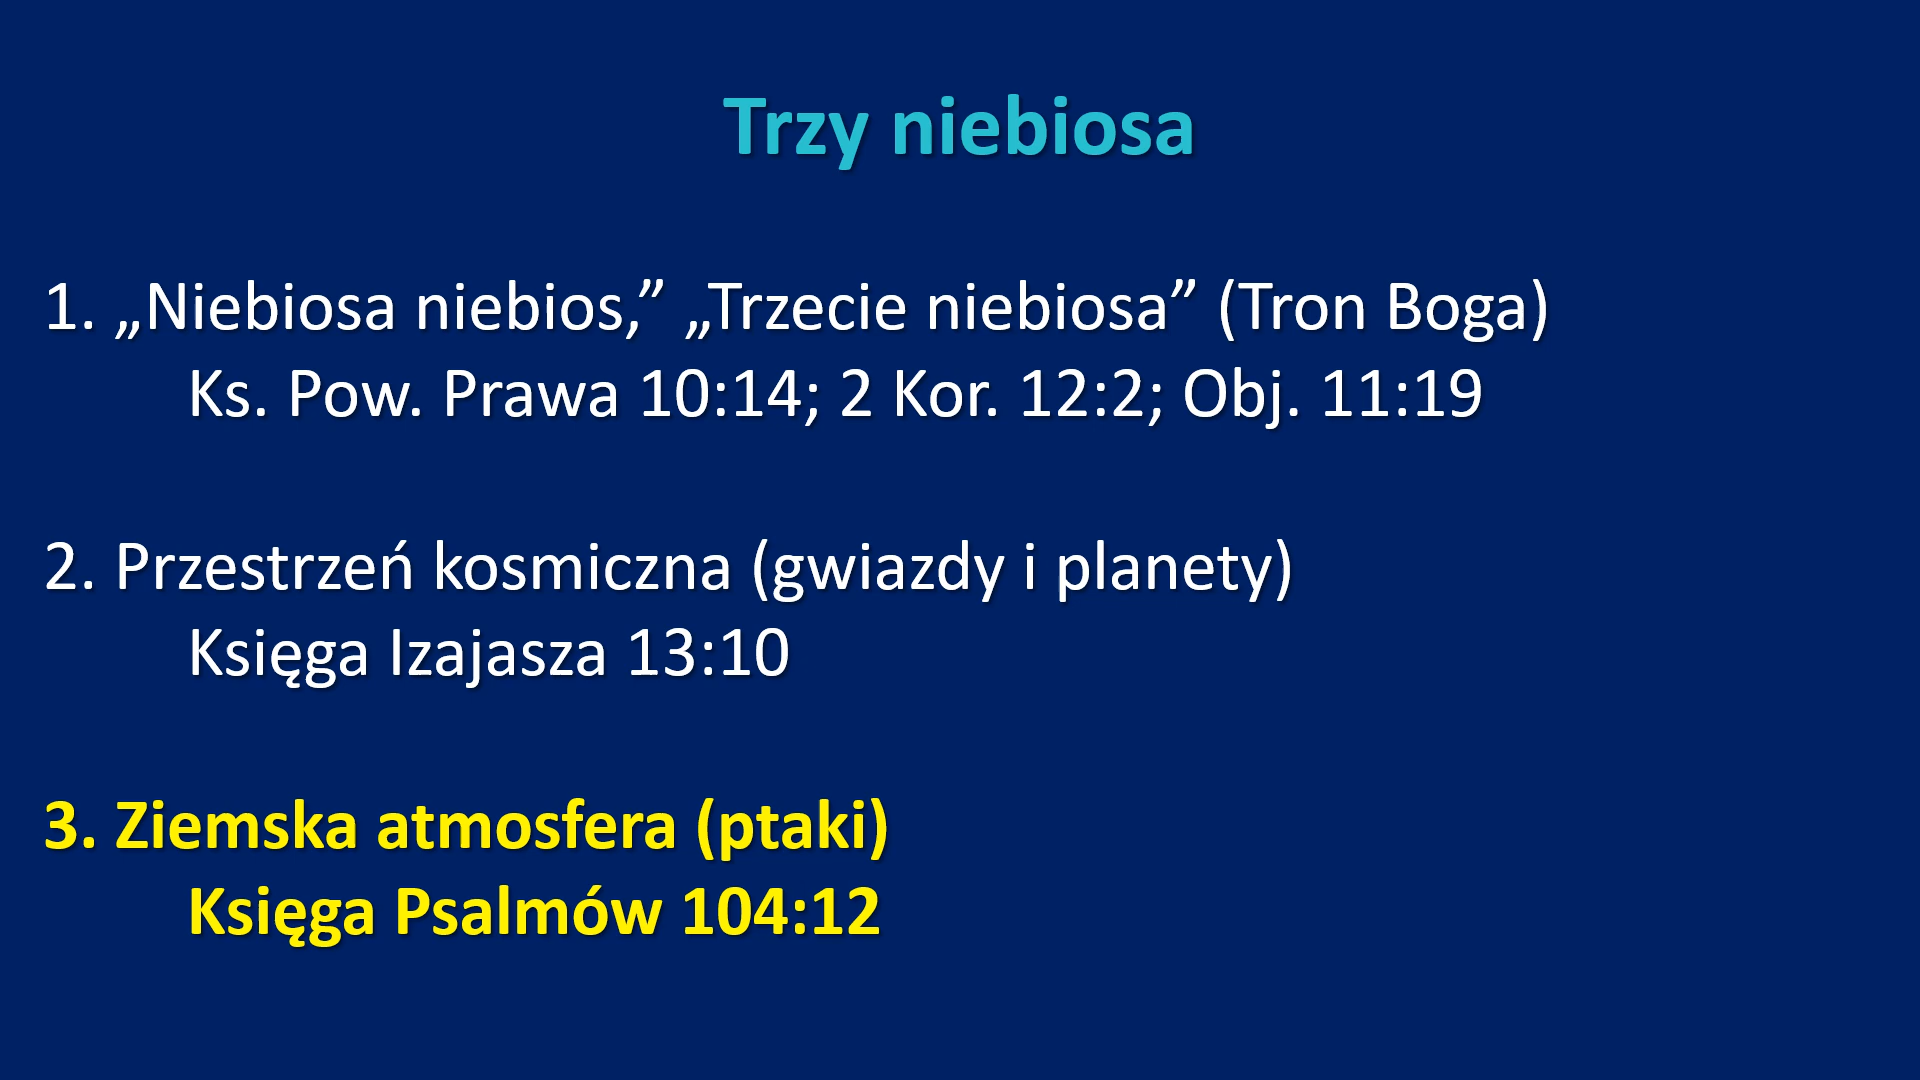 Trzy niebiosa
1. „Niebiosa niebios,” „Trzecie niebiosa” (Tron Boga)
Ks. Pow. Prawa 10:14; 2 Kor. 12:2; Obj. 11:19
2. Przestrzeń kosmiczna (gwiazdy i planety)
Księga Izajasza 13:10
3. Ziemska atmosfera (ptaki)
Księga Psalmów 104:12